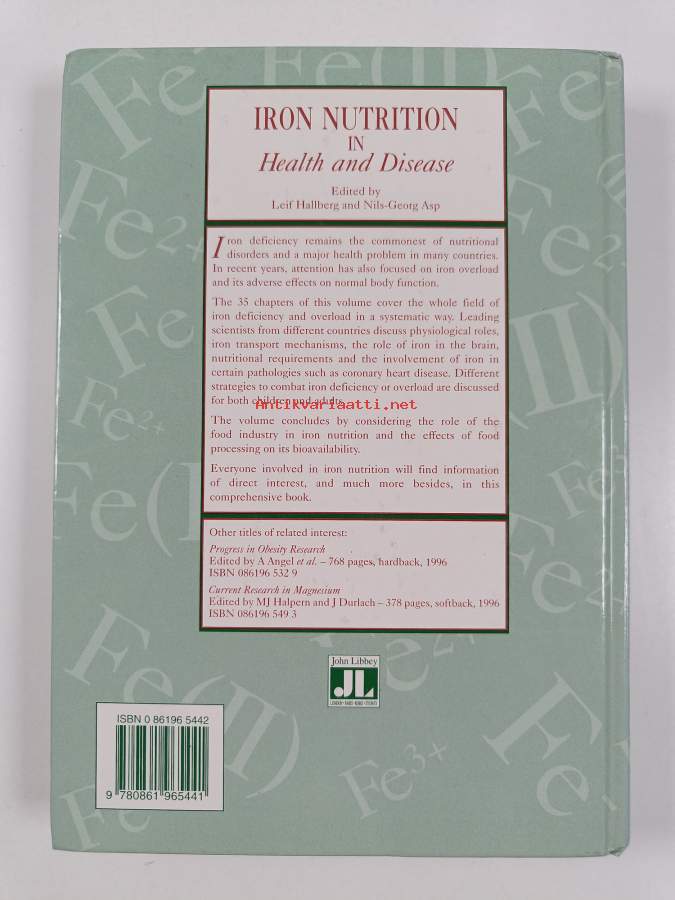 IRON NUTRITION
IN
Health and Disease
Edited by
Leif Hallberg and Nils-Georg Asp
Iron deficiency remains the commonest of nutritional
disorders and a major health problem in many countries.
In recent years, attention has also focused on iron overload
and its adverse effects on normal body function.
The 35 chapters of this volume cover the whole field of
iron deficiency and overload in a systematic way. Leading
scientists from different countries discuss physiological roles,
iron transport mechanisms, the role of iron in the brain,
nutritional requirements and the involvement of iron in
certain pathologies such as coronary heart disease. Different
strategies to combat iron deficiency or overload are discussed
for both children and adults.
Antikvariaatti.net
The volume concludes by considering the role of the
food industry in iron nutrition and the effects of food
processing on its bioavailability.
Everyone involved in iron nutrition will find information
of direct interest, and much more besides, in this
comprehensive book.
Other titles of related interest:
Progress in Obesity Research
Edited by A Angel et al. – 768 pages, hardback, 1996
ISBN 086196 532 9
Current Research in Magnesium
Edited by MJ Halpern and J Durlach – 378 pages, softback, 1996
ISBN 086196 549 3
John Libbey
JL
ISBN 0 86196 5442
9 780861 965441
Fe2+
Fe(II)
Fe2+
Fe2+
Fe(II)
Fe3+
Fe3+